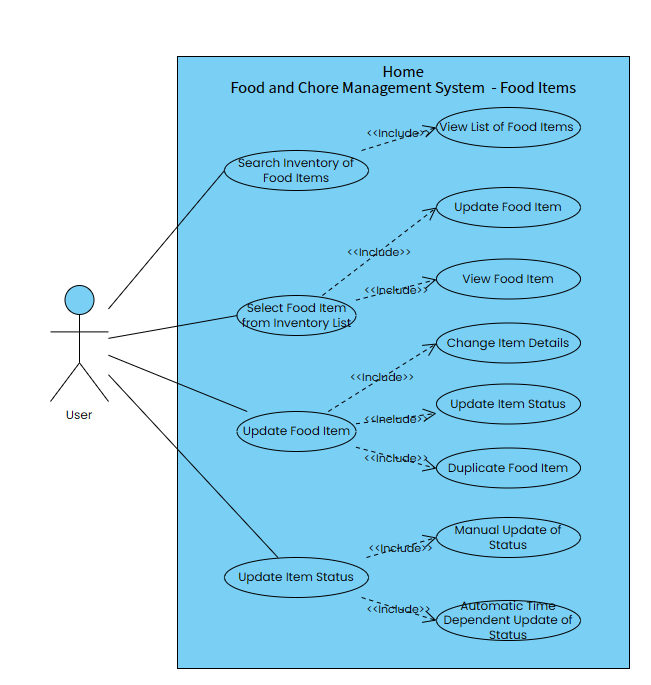 Home
Food and Chore Management System - Food Items
<<Include>>
View List of Food Items
Search Inventory of
Food Items
Update Food Item
<<Include>>
View Food Item
<<Include>>
Select Food Item
from Inventory List
Change Item Details
<<Include>>
Update Item Status
<<Include>>
User
Update Food Item
<<Include>>
Duplicate Food Item
Manual Update of
Status
<<Include>>
Update Item Status
<<Include>>
Automatic Time
Dependent Update of
Status